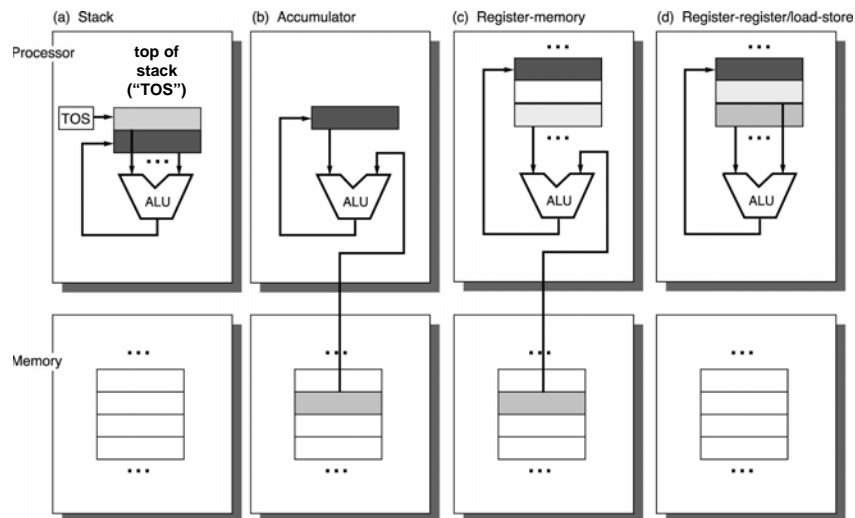 (a) Stack
(b) Accumulator
(c) Register-memory
(d) Register-register/load-store
Processor
top of
stack
("TOS")
TOS
...
ALU
ALU
...
...
ALU
...
...
ALU
Memory
...
...
...
...
...
...
...
...